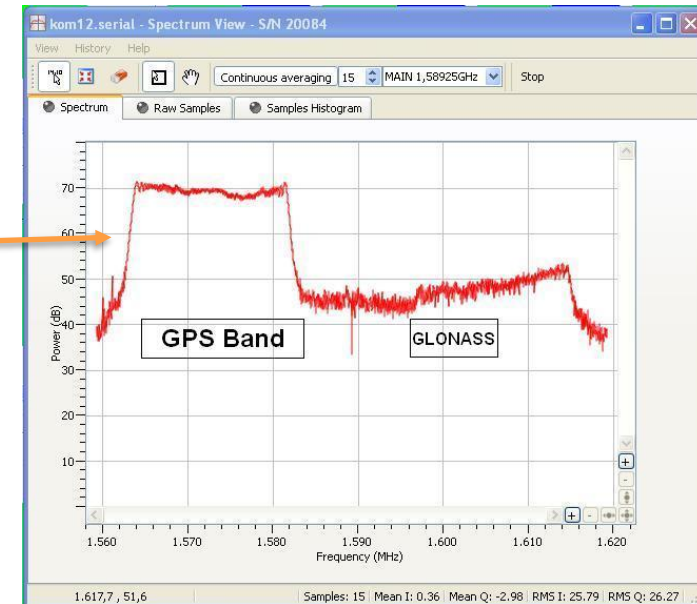 kom12.serial - Spectrum View - S/N 20084
View History Help
Continuous averaging 15 MAIN 1,58925GHz Stop
Spectrum Raw Samples Samples Histogram
70
60
50
40
30
20
10
Power (dB)
GPS Band
GLONASS
1.560 1.570 1.580 1.590 1.600 1.610 1.620
Frequency (MHz)
1.617,7 , 51,6 Samples: 15 Mean I: 0.36 Mean Q: -2.98 RMS I: 25.79 RMS Q: 26.27